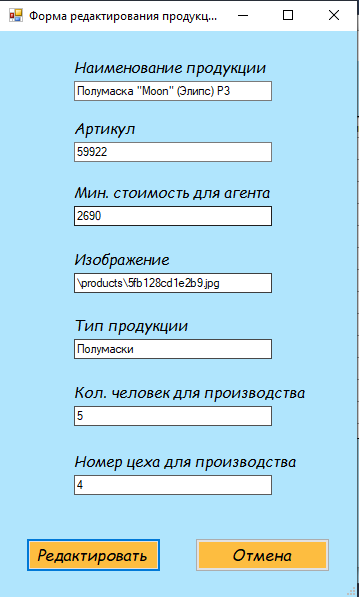 Форма редактирования продукц...
Наименование продукции
Полумаска "Moon" (Элипс) P3
Артикул
59922
Мин. стоимость для агента
2690
Изображение
\products\5fb128cd1e2b9.jpg
Тип продукции
Полумаски
Кол. человек для производства
5
Номер цеха для производства
4
Редактировать Отмена